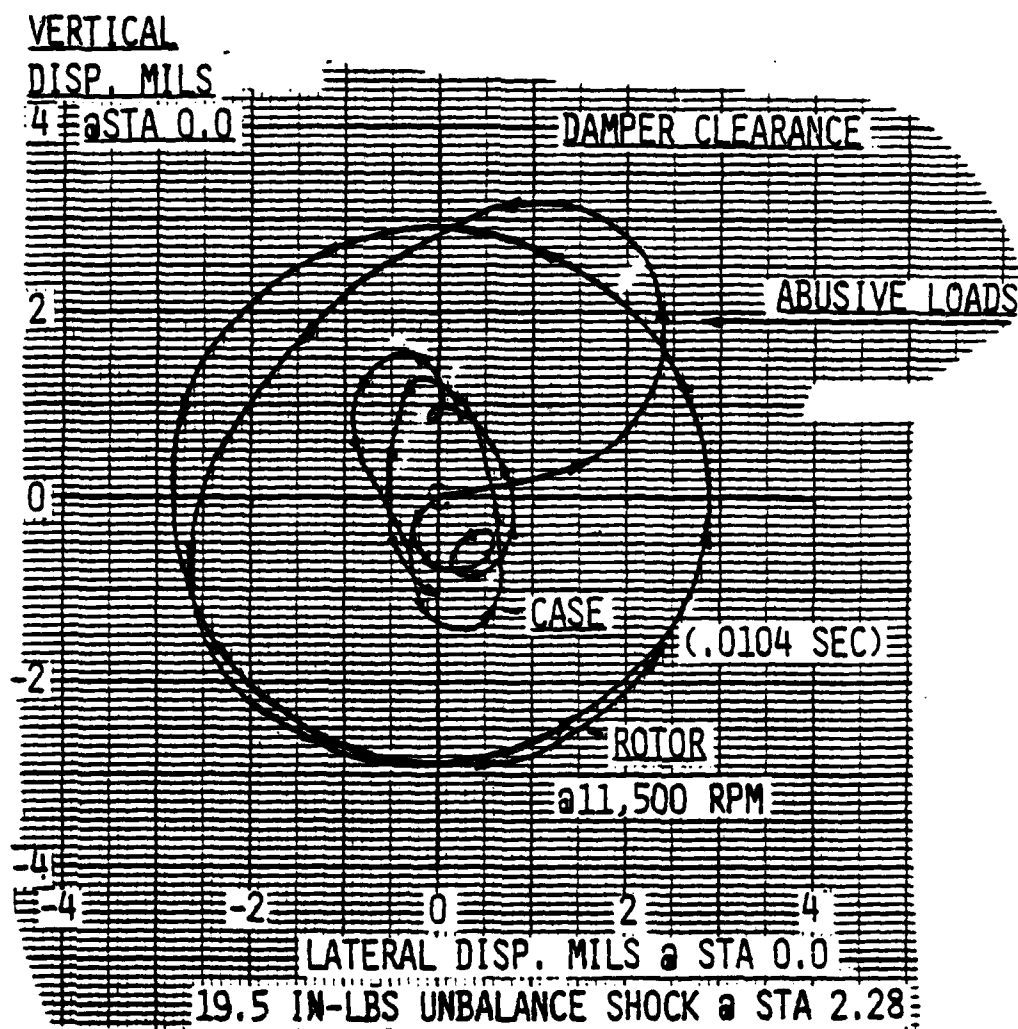 VERTICAL
DISP. MILS
@STA 0.0
4
DAMPER CLEARANCE
2
ABUSIVE LOADS
0
CASE
(.0104 SEC)
-2
ROTOR
@11,500 RPM
-4
-4 -2 0 2 4
LATERAL DISP. MILS @ STA 0.0
19.5 IN-LBS UNBALANCE SHOCK @ STA 2.28